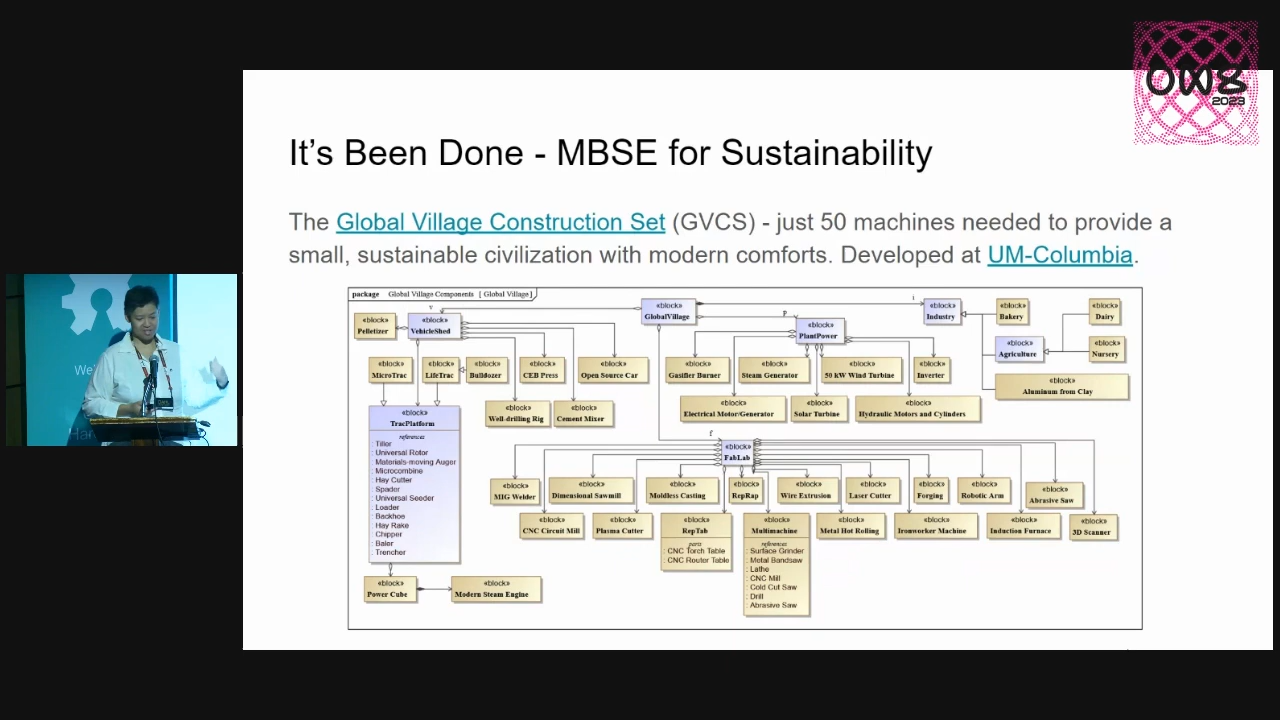 OWS
2023
It's Been Done - MBSE for Sustainability
The Global Village Construction Set (GVCS) - just 50 machines needed to provide a
small, sustainable civilization with modern comforts. Developed at UM-Columbia.
package Global Village Components [ Global Village ]
«block»
Pelletizer
«block»
VehicleShed
«block»
GlobalVillage
«block»
PlantPower
«block»
Industry
«block»
Bakery
«block»
Dairy
«block»
Agriculture
«block»
Nursery
«block»
MicroTrac
«block»
LifeTrac
«block»
Bulldozer
«block»
CEB Press
«block»
Open Source Car
«block»
Gasifier Burner
«block»
Steam Generator
«block»
50 kW Wind Turbine
«block»
Inverter
«block»
Aluminum from Clay
«block»
Well-drilling Rig
«block»
Cement Mixer
«block»
Electrical Motor/Generator
«block»
Solar Turbine
«block»
Hydraulic Motors and Cylinders
«block»
TracPlatform
references
: Tiller
: Universal Rotor
: Materials-moving Auger
: Microcombine
: Hay Cutter
: Spader
: Universal Seeder
: Loader
: Backhoe
: Hay Rake
: Chipper
: Baler
: Trencher
«block»
Power Cube
«block»
Modern Steam Engine
«block»
FabLab
«block»
MIG Welder
«block»
Dimensional Sawmill
«block»
Moldless Casting
«block»
RepRap
«block»
Wire Extrusion
«block»
Laser Cutter
«block»
Forging
«block»
Robotic Arm
«block»
Abrasive Saw
«block»
CNC Circuit Mill
«block»
Plasma Cutter
«block»
RepTab
parts
: CNC Torch Table
: CNC Router Table
«block»
Multimachine
references
: Surface Grinder
: Metal Bandsaw
: Lathe
: CNC Mill
: Cold Cut Saw
: Drill
: Abrasive Saw
«block»
Metal Hot Rolling
«block»
Ironworker Machine
«block»
Induction Furnace
«block»
3D Scanner